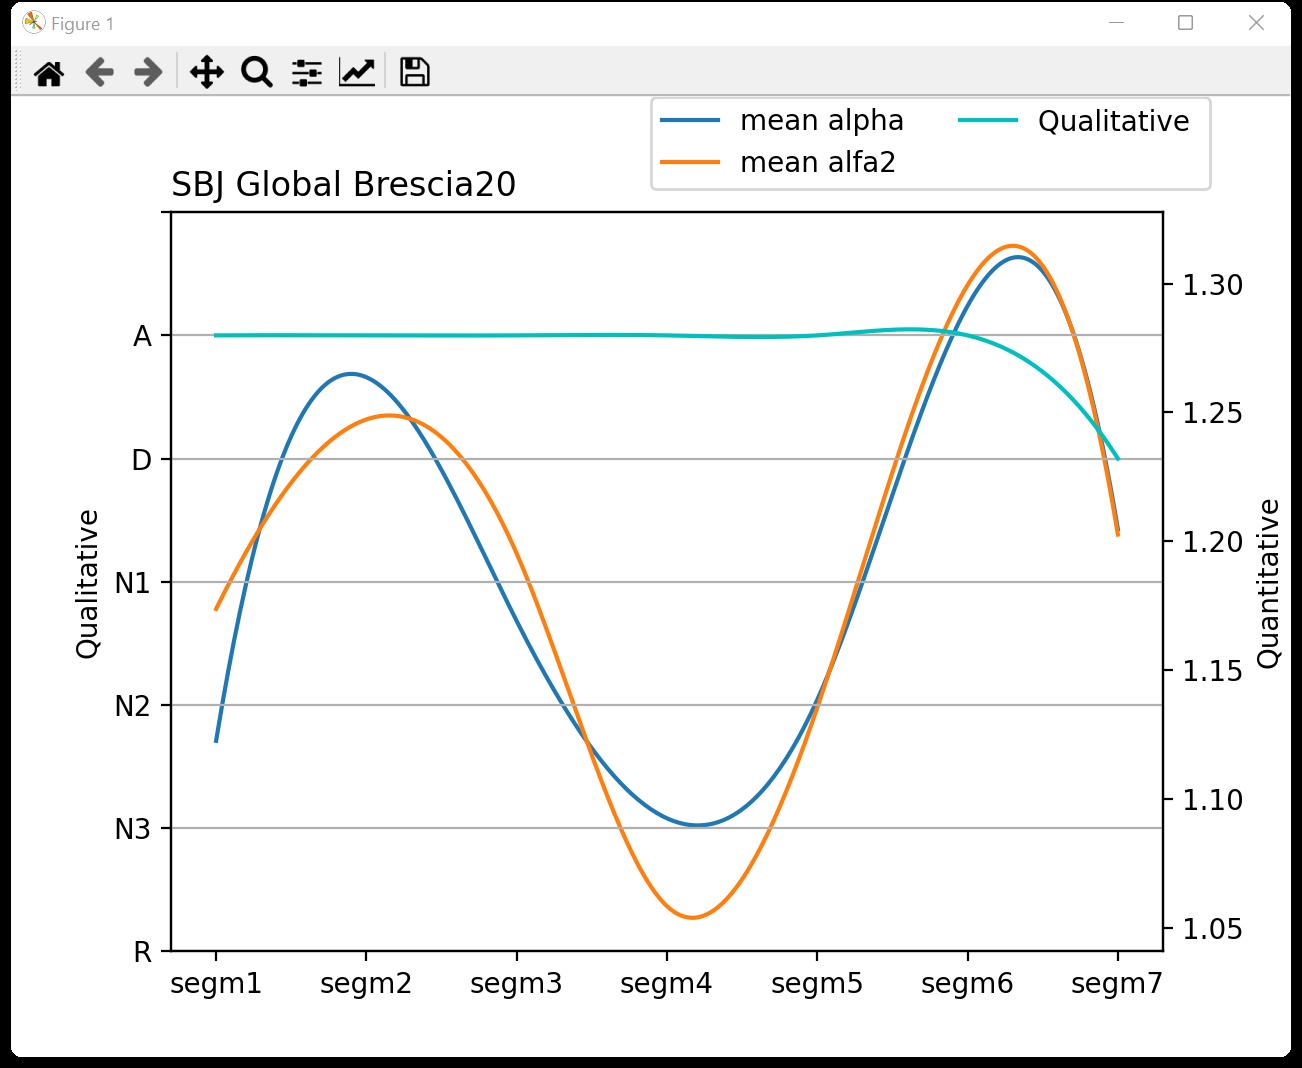 Figure 1
mean alpha
Qualitative
mean alfa2
SBJ Global Brescia20
A
D
N1
N2
N3
R
Qualitative
1.30
1.25
1.20
1.15
1.10
1.05
Quantitative
segm1 segm2 segm3 segm4 segm5 segm6 segm7